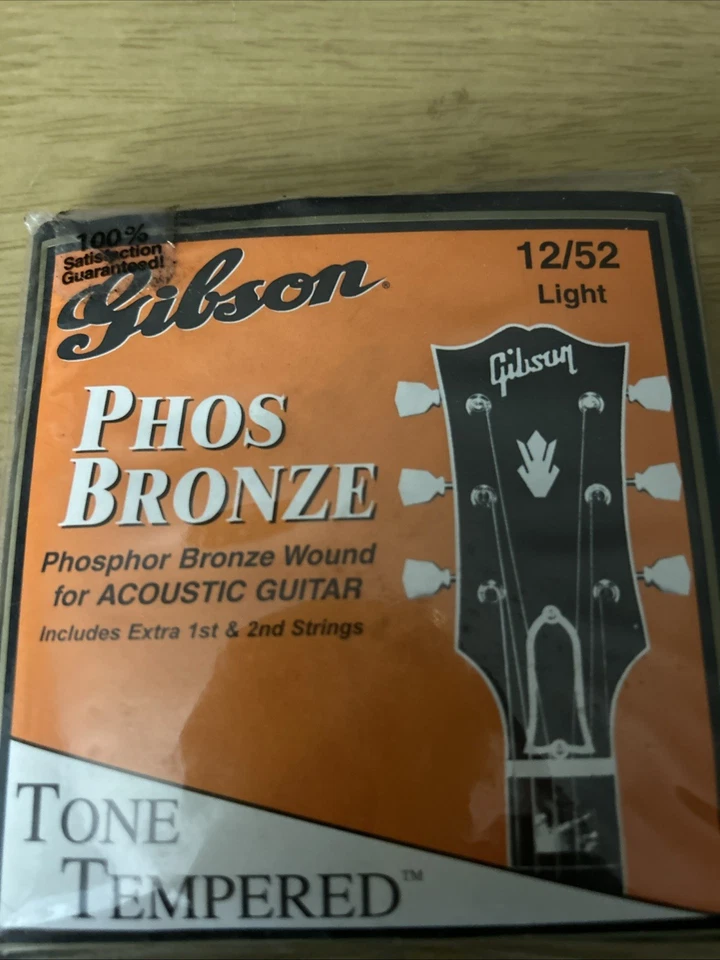 100%
Satisfaction
Guaranteed!
Gibson
12/52
Light
Gibson
PHOS
BRONZE
Phosphor Bronze Wound
for ACOUSTIC GUITAR
Includes Extra 1st & 2nd Strings
TONE
TEMPERED™